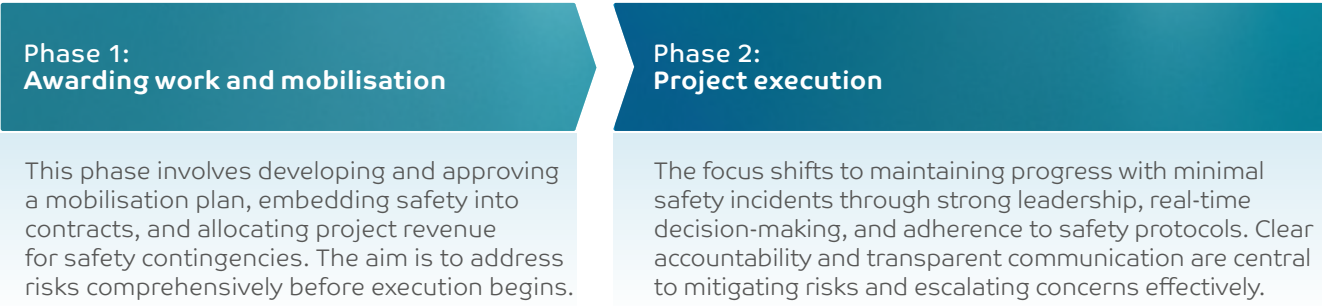 Phase 1:
Awarding work and mobilisation
This phase involves developing and approving
a mobilisation plan, embedding safety into
contracts, and allocating project revenue
for safety contingencies. The aim is to address
risks comprehensively before execution begins.
Phase 2:
Project execution
The focus shifts to maintaining progress with minimal
safety incidents through strong leadership, real-time
decision-making, and adherence to safety protocols. Clear
accountability and transparent communication are central
to mitigating risks and escalating concerns effectively.